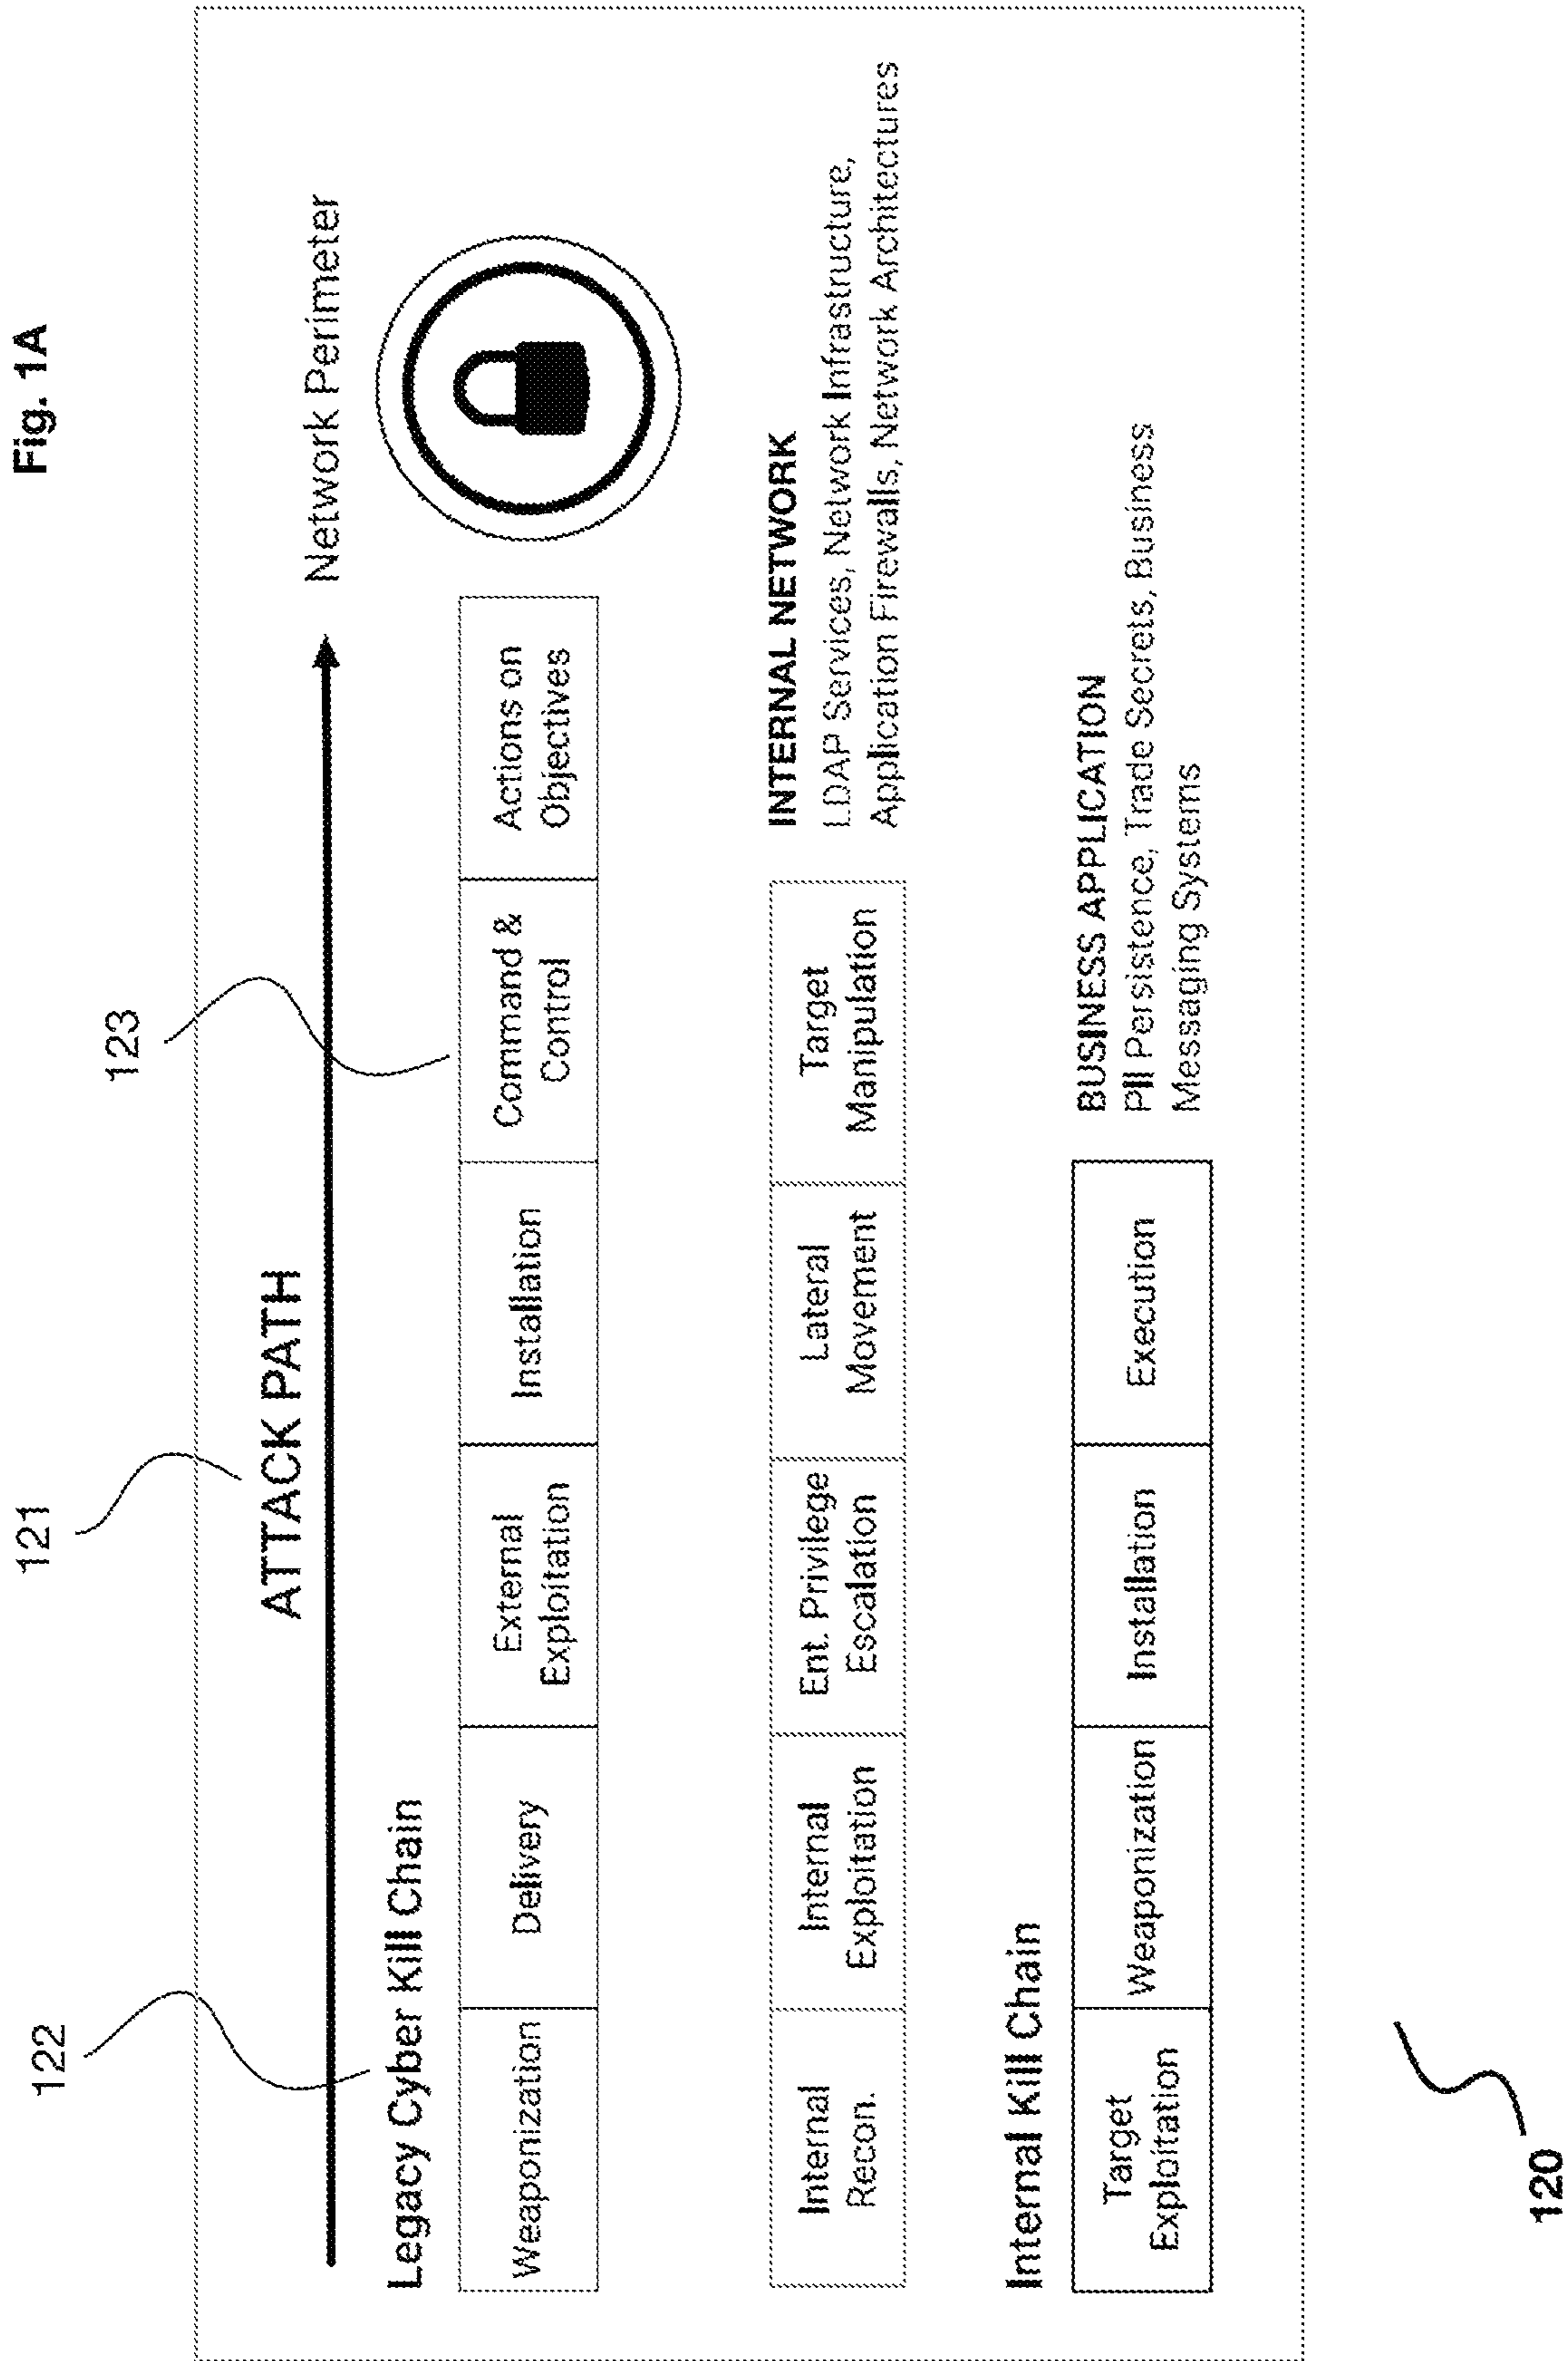 Fig. 1A
121
122
123
ATTACK PATH
Network Perimeter
Legacy Cyber Kill Chain
Weaponization
Delivery
External
Exploitation
Installation
Command &
Control
Actions on
Objectives
Internal
Recon.
Internal
Exploitation
Ent. Privilege
Escalation
Lateral
Movement
Target
Manipulation
INTERNAL NETWORK
LDAP Services, Network Infrastructure,
Application Firewalls, Network Architectures
Internal Kill Chain
Target
Exploitation
Weaponization
Installation
Execution
BUSINESS APPLICATION
PII Persistence, Trade Secrets, Business
Messaging Systems
120